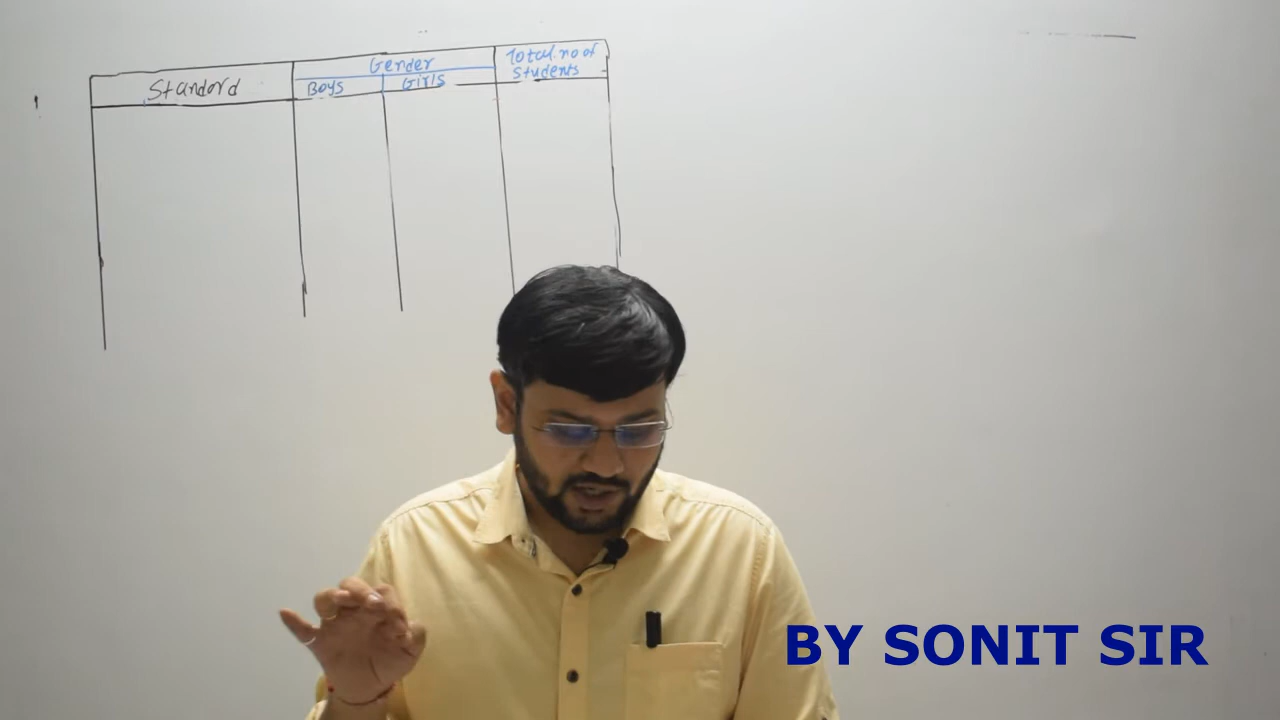 Standard
Gender
Boys
Girls
Total no of
students
BY SONIT SIR